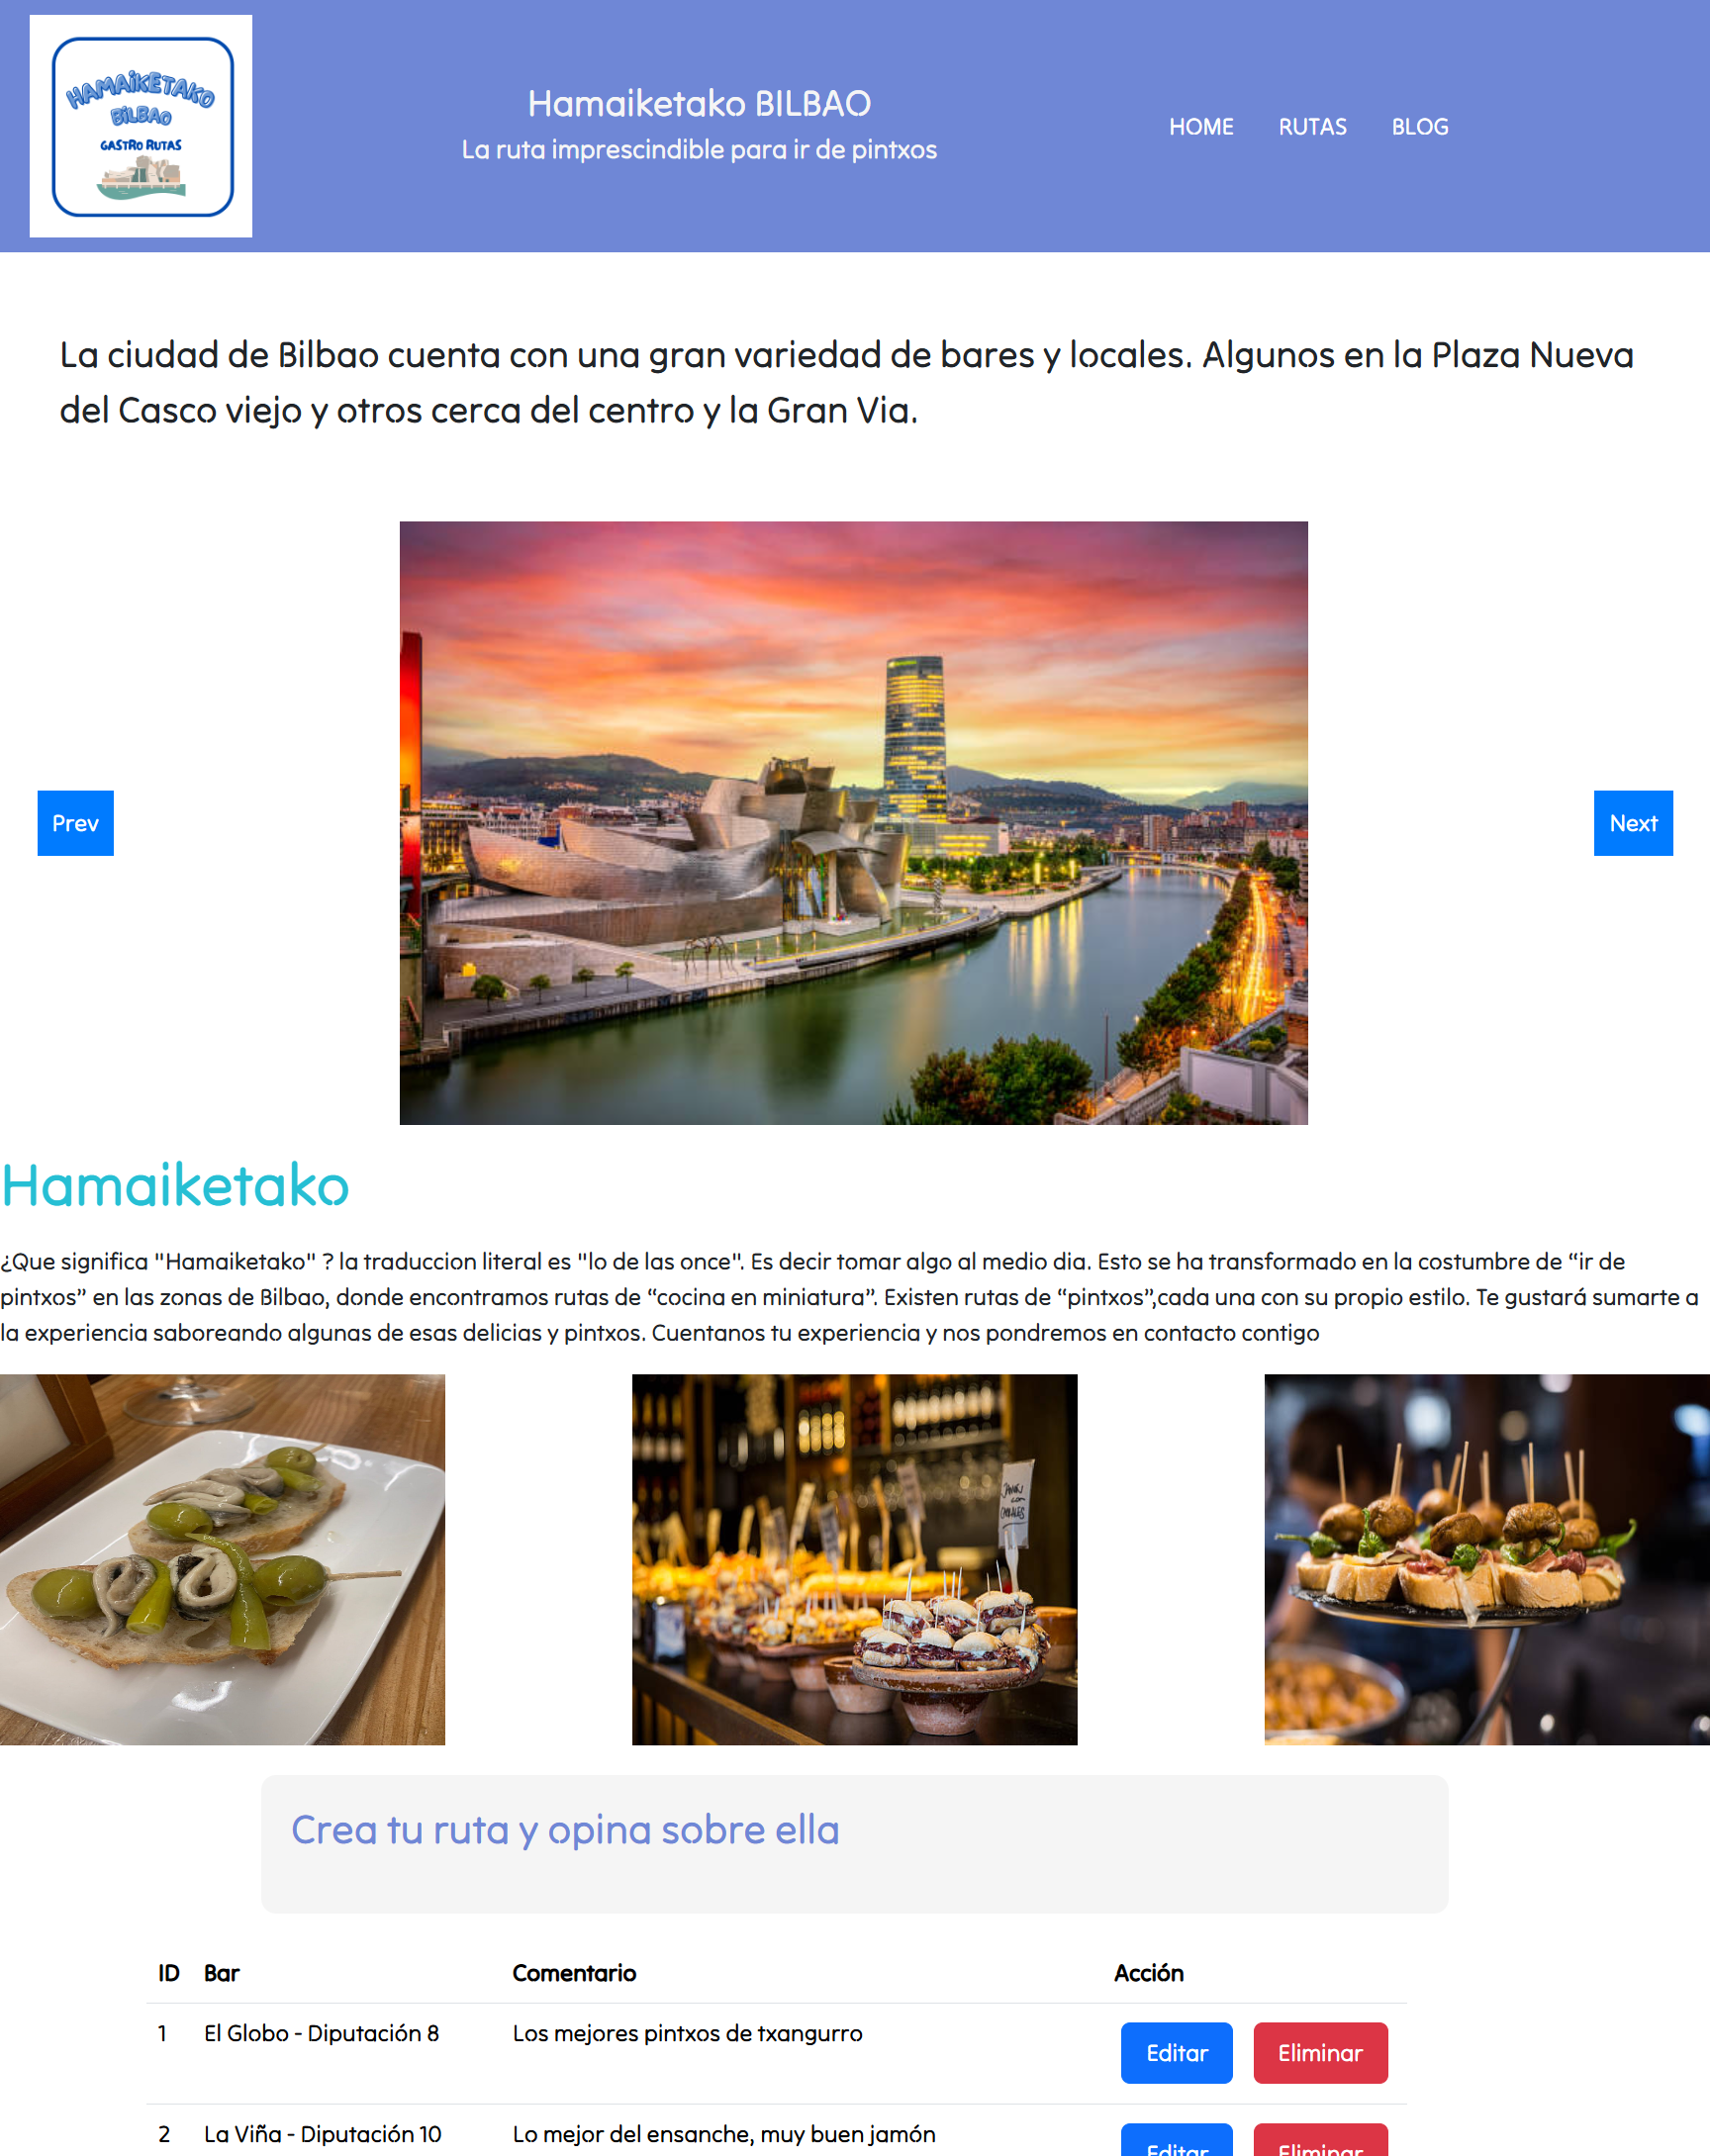 HAMAIKETAKO
BILBAO
GASTRO RUTAS
Hamaiketako BILBAO
La ruta imprescindible para ir de pintxos
HOME RUTAS BLOG
La ciudad de Bilbao cuenta con una gran variedad de bares y locales. Algunos en la Plaza Nueva
del Casco viejo y otros cerca del centro y la Gran Via.
Prev
Next
Hamaiketako
¿Que significa "Hamaiketako" ? la traduccion literal es "lo de las once". Es decir tomar algo al medio dia. Esto se ha transformado en la costumbre de “ir de
pintxos” en las zonas de Bilbao, donde encontramos rutas de “cocina en miniatura”. Existen rutas de “pintxos”,cada una con su propio estilo. Te gustará sumarte a
la experiencia saboreando algunas de esas delicias y pintxos. Cuentanos tu experiencia y nos pondremos en contacto contigo
Crea tu ruta y opina sobre ella
ID Bar Comentario Acción
1 El Globo - Diputación 8 Los mejores pintxos de txangurro Editar Eliminar
2 La Viña - Diputación 10 Lo mejor del ensanche, muy buen jamón Editar Eliminar